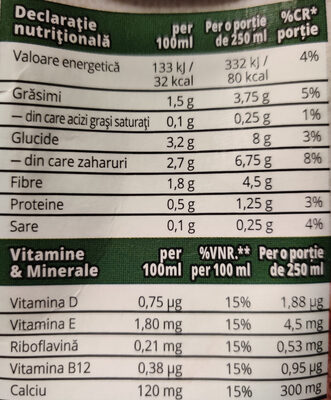 Declarație nutrițională per 100ml Per o porție de 250 ml %CR* porție
Valoare energetică 133 kJ / 32 kcal 332 kJ / 80 kcal 4%
Grăsimi 1,5 g 3,75 g 5%
— din care acizi grași saturați 0,1 g 0,25 g 1%
Glucide 3,2 g 8 g 3%
— din care zaharuri 2,7 g 6,75 g 8%
Fibre 1,8 g 4,5 g
Proteine 0,5 g 1,25 g 3%
Sare 0,1 g 0,25 g 4%
Vitamine & Minerale per 100ml %VNR.** per 100 ml Per o porție de 250 ml
Vitamina D 0,75 µg 15% 1,88 µg
Vitamina E 1,80 mg 15% 4,5 mg
Riboflavină 0,21 mg 15% 0,53 mg
Vitamina B12 0,38 µg 15% 0,95 µg
Calciu 120 mg 15% 300 mg